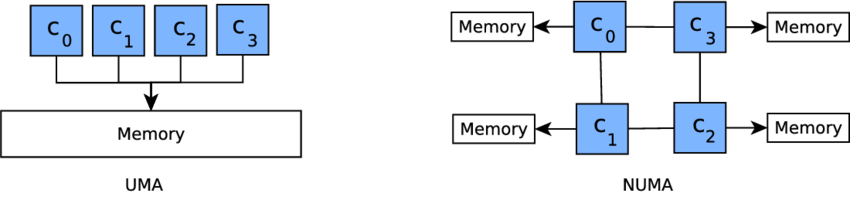 C0 C1 C2 C3
Memory
UMA
Memory C0 C3 Memory
Memory C1 C2 Memory
NUMA